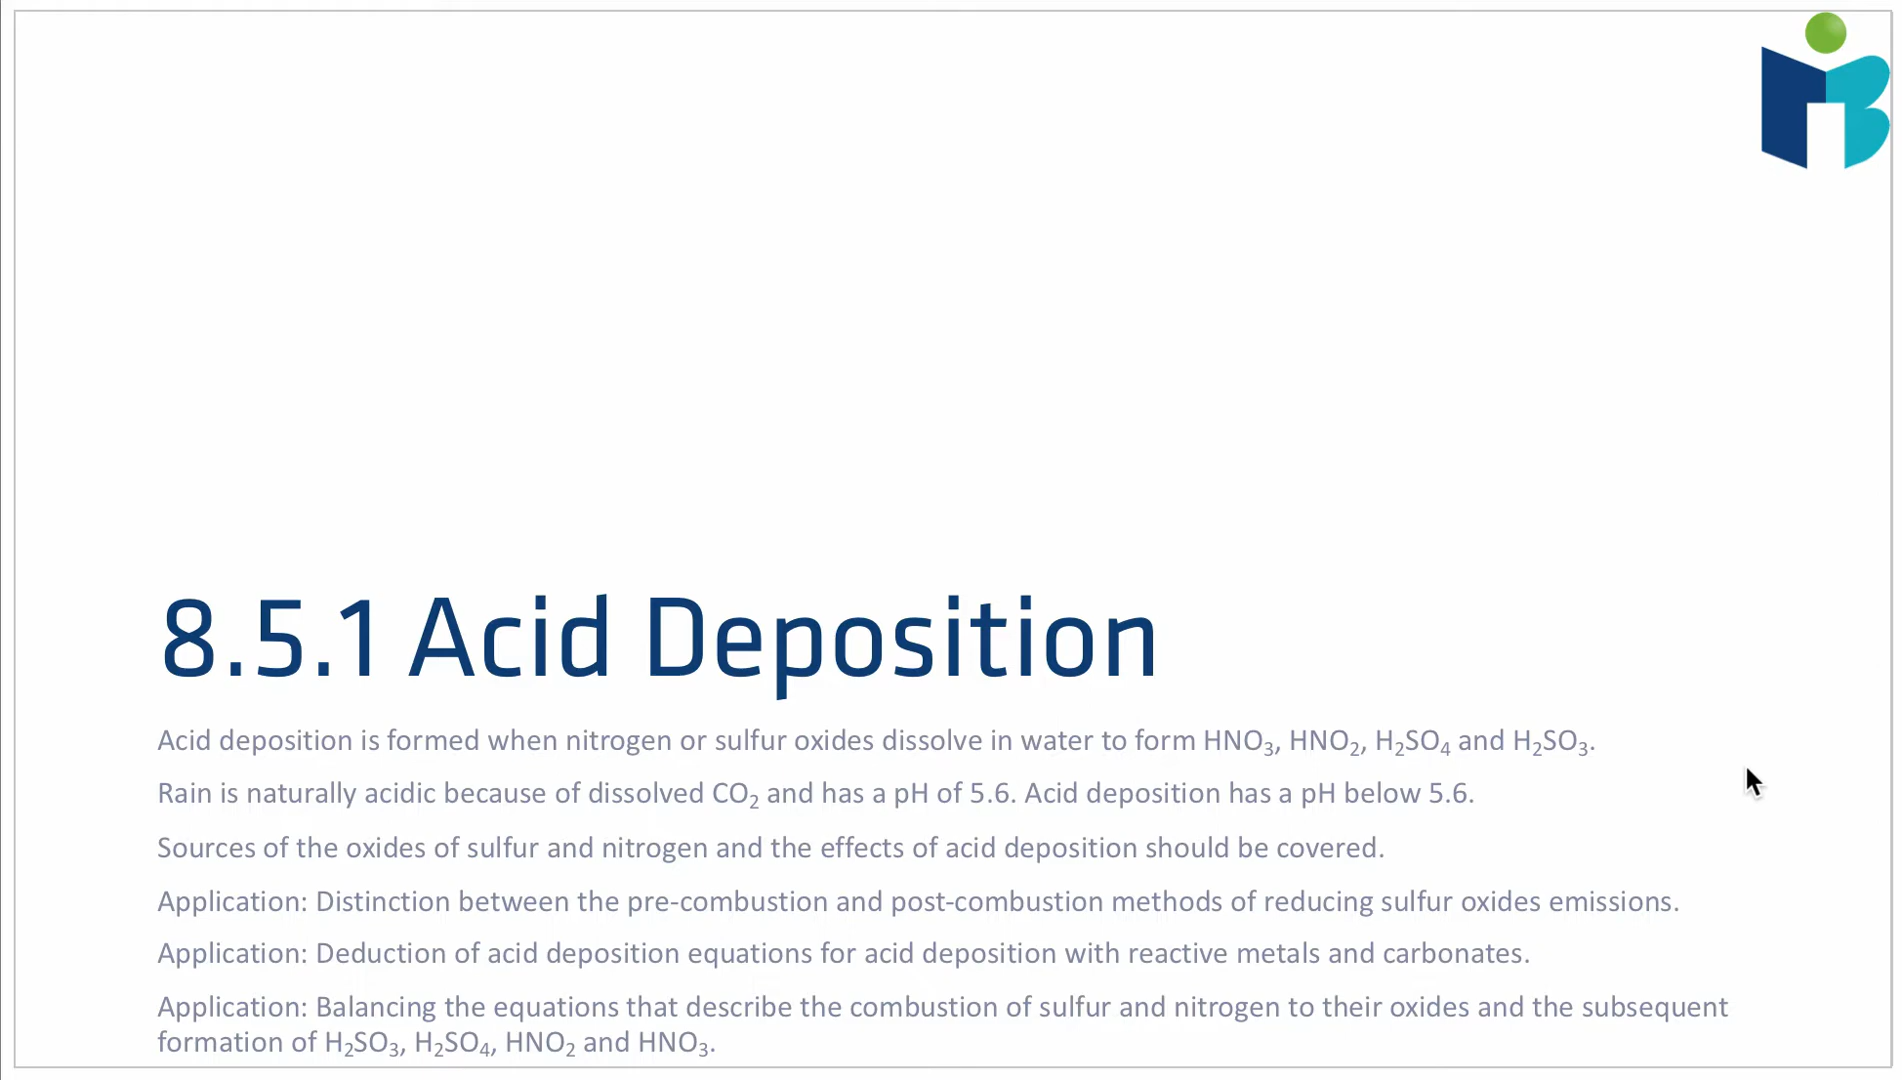 8.5.1 Acid Deposition
Acid deposition is formed when nitrogen or sulfur oxides dissolve in water to form HNO₃, HNO₂, H₂SO₄ and H₂SO₃.
Rain is naturally acidic because of dissolved CO₂ and has a pH of 5.6. Acid deposition has a pH below 5.6.
Sources of the oxides of sulfur and nitrogen and the effects of acid deposition should be covered.
Application: Distinction between the pre-combustion and post-combustion methods of reducing sulfur oxides emissions.
Application: Deduction of acid deposition equations for acid deposition with reactive metals and carbonates.
Application: Balancing the equations that describe the combustion of sulfur and nitrogen to their oxides and the subsequent
formation of H₂SO₃, H₂SO₄, HNO₂ and HNO₃.